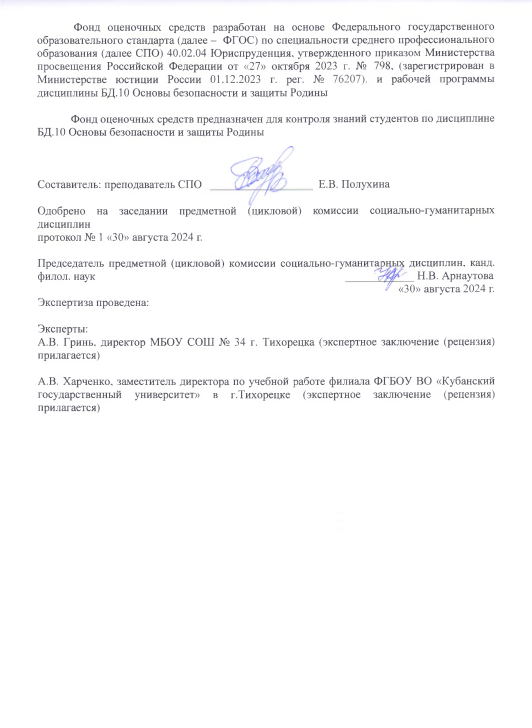 Фонд оценочных средств разработан на основе Федерального государственного
образовательного стандарта (далее – ФГОС) по специальности среднего профессионального
образования (далее СПО) 40.02.04 Юриспруденция, утвержденного приказом Министерства
просвещения Российской Федерации от «27» октября 2023 г. № 798, (зарегистрирован в
Министерстве юстиции России 01.12.2023 г. рег. № 76207). и рабочей программы
дисциплины БД.10 Основы безопасности и защиты Родины
Фонд оценочных средств предназначен для контроля знаний студентов по дисциплине
БД.10 Основы безопасности и защиты Родины
Составитель: преподаватель СПО Е.В. Полухина
Одобрено на заседании предметной (цикловой) комиссии социально-гуманитарных
дисциплин
протокол № 1 «30» августа 2024 г.
Председатель предметной (цикловой) комиссии социально-гуманитарных дисциплин, канд.
филол. наук Н.В. Арнаутова
«30» августа 2024 г.
Экспертиза проведена:
Эксперты:
А.В. Гринь, директор МБОУ СОШ № 34 г. Тихорецка (экспертное заключение (рецензия)
прилагается)
А.В. Харченко, заместитель директора по учебной работе филиала ФГБОУ ВО «Кубанский
государственный университет» в г.Тихорецке (экспертное заключение (рецензия)
прилагается)